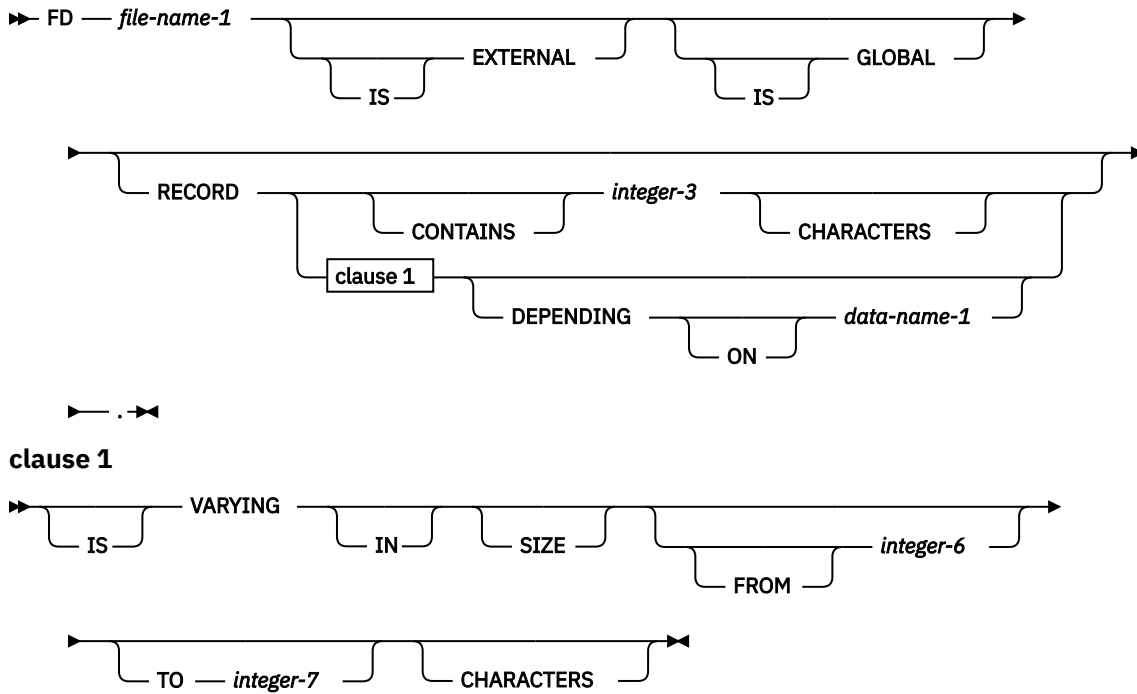 FD file-name-1 EXTERNAL GLOBAL
IS IS
RECORD integer-3
CONTAINS CHARACTERS
clause 1
DEPENDING data-name-1
ON
.
clause 1
VARYING
IS IN SIZE integer-6
FROM
TO integer-7 CHARACTERS